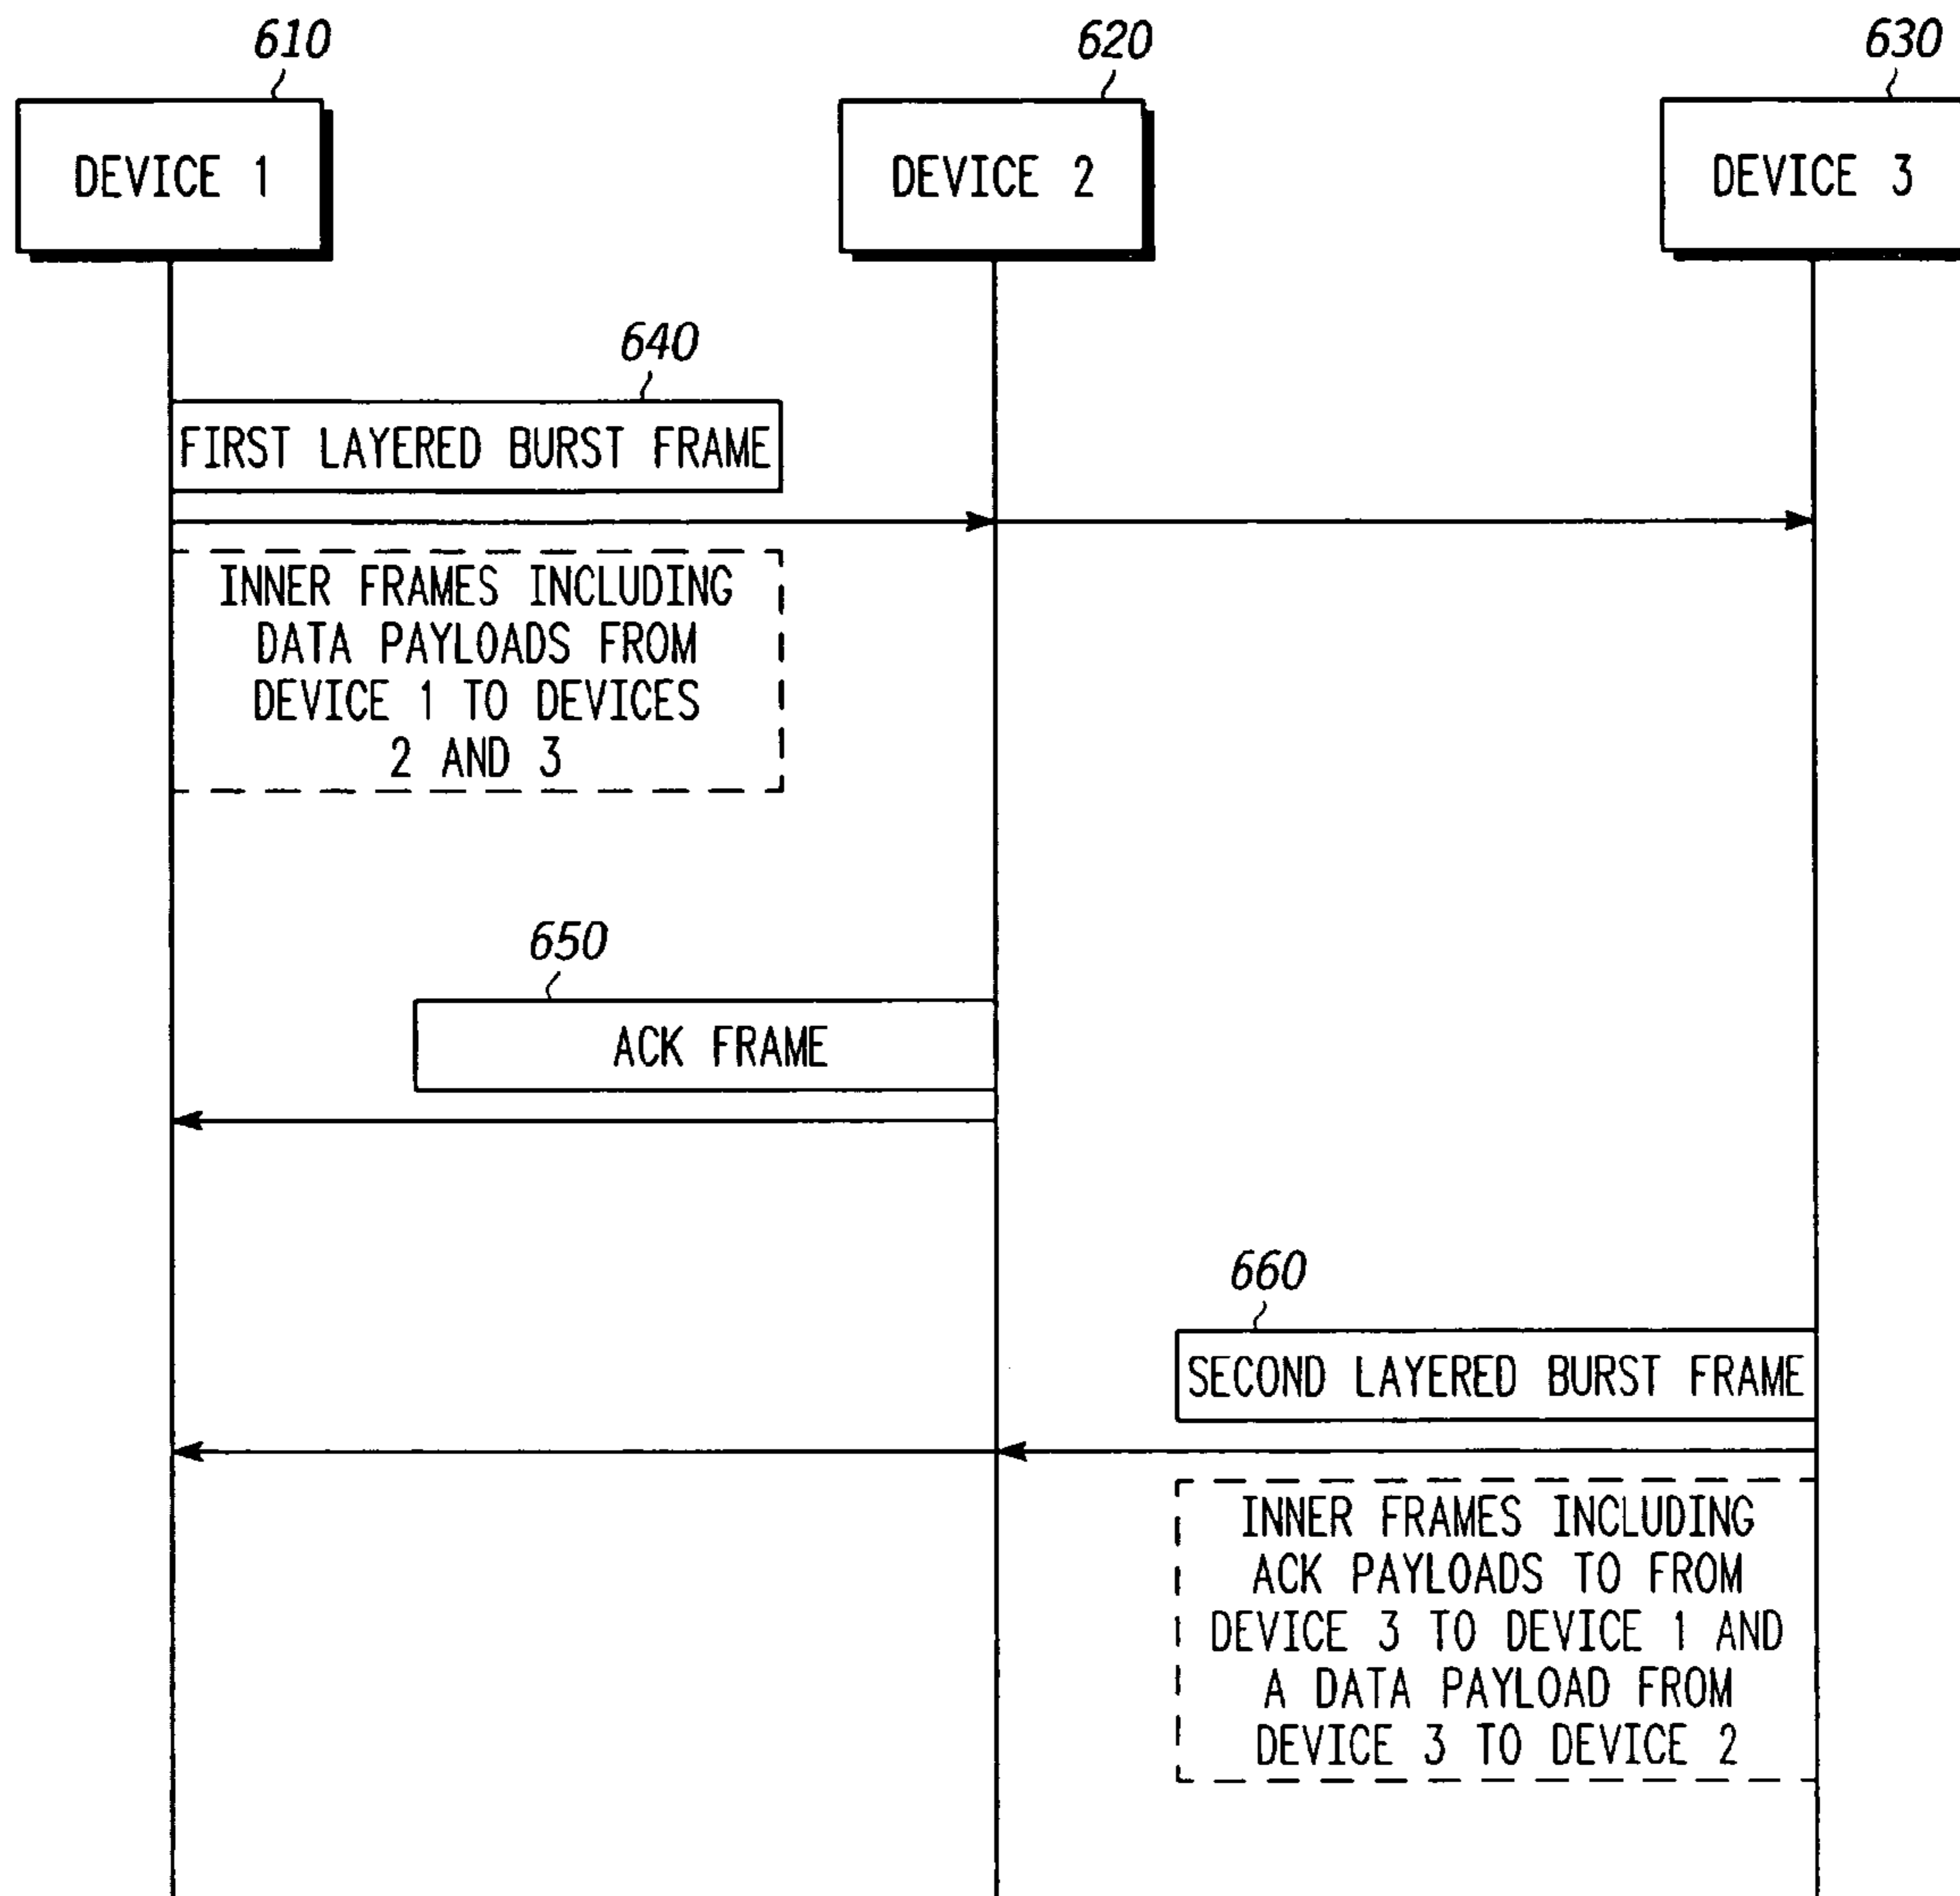 610
620
630
DEVICE 1
DEVICE 2
DEVICE 3
640
FIRST LAYERED BURST FRAME
INNER FRAMES INCLUDING
DATA PAYLOADS FROM
DEVICE 1 TO DEVICES
2 AND 3
650
ACK FRAME
660
SECOND LAYERED BURST FRAME
INNER FRAMES INCLUDING
ACK PAYLOADS TO FROM
DEVICE 3 TO DEVICE 1 AND
A DATA PAYLOAD FROM
DEVICE 3 TO DEVICE 2